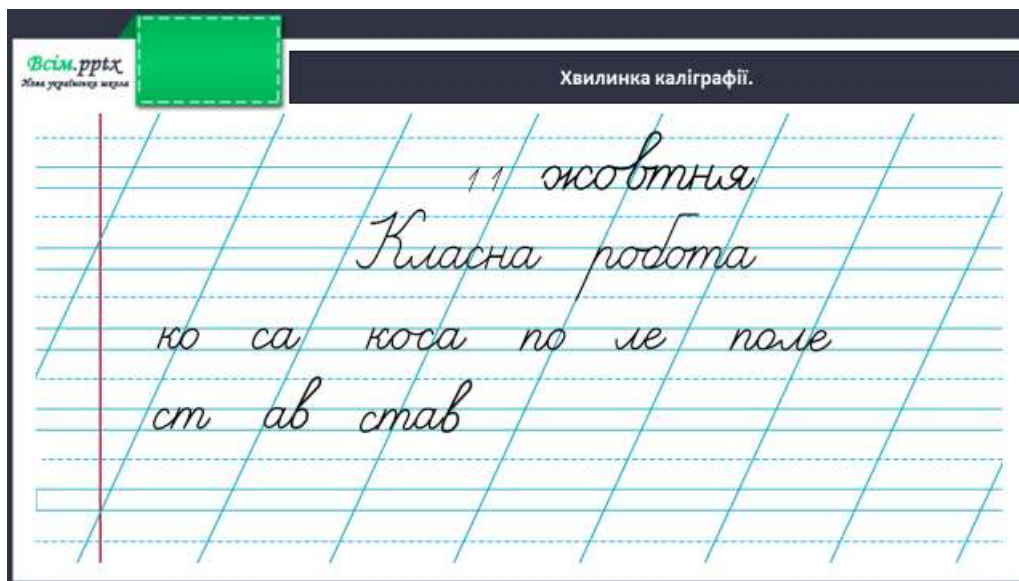 Всім.pptx
Нова українська школа
Хвилинка каліграфії.
11 жовтня
Класна робота
ко са коса по ле поле
ст ав став